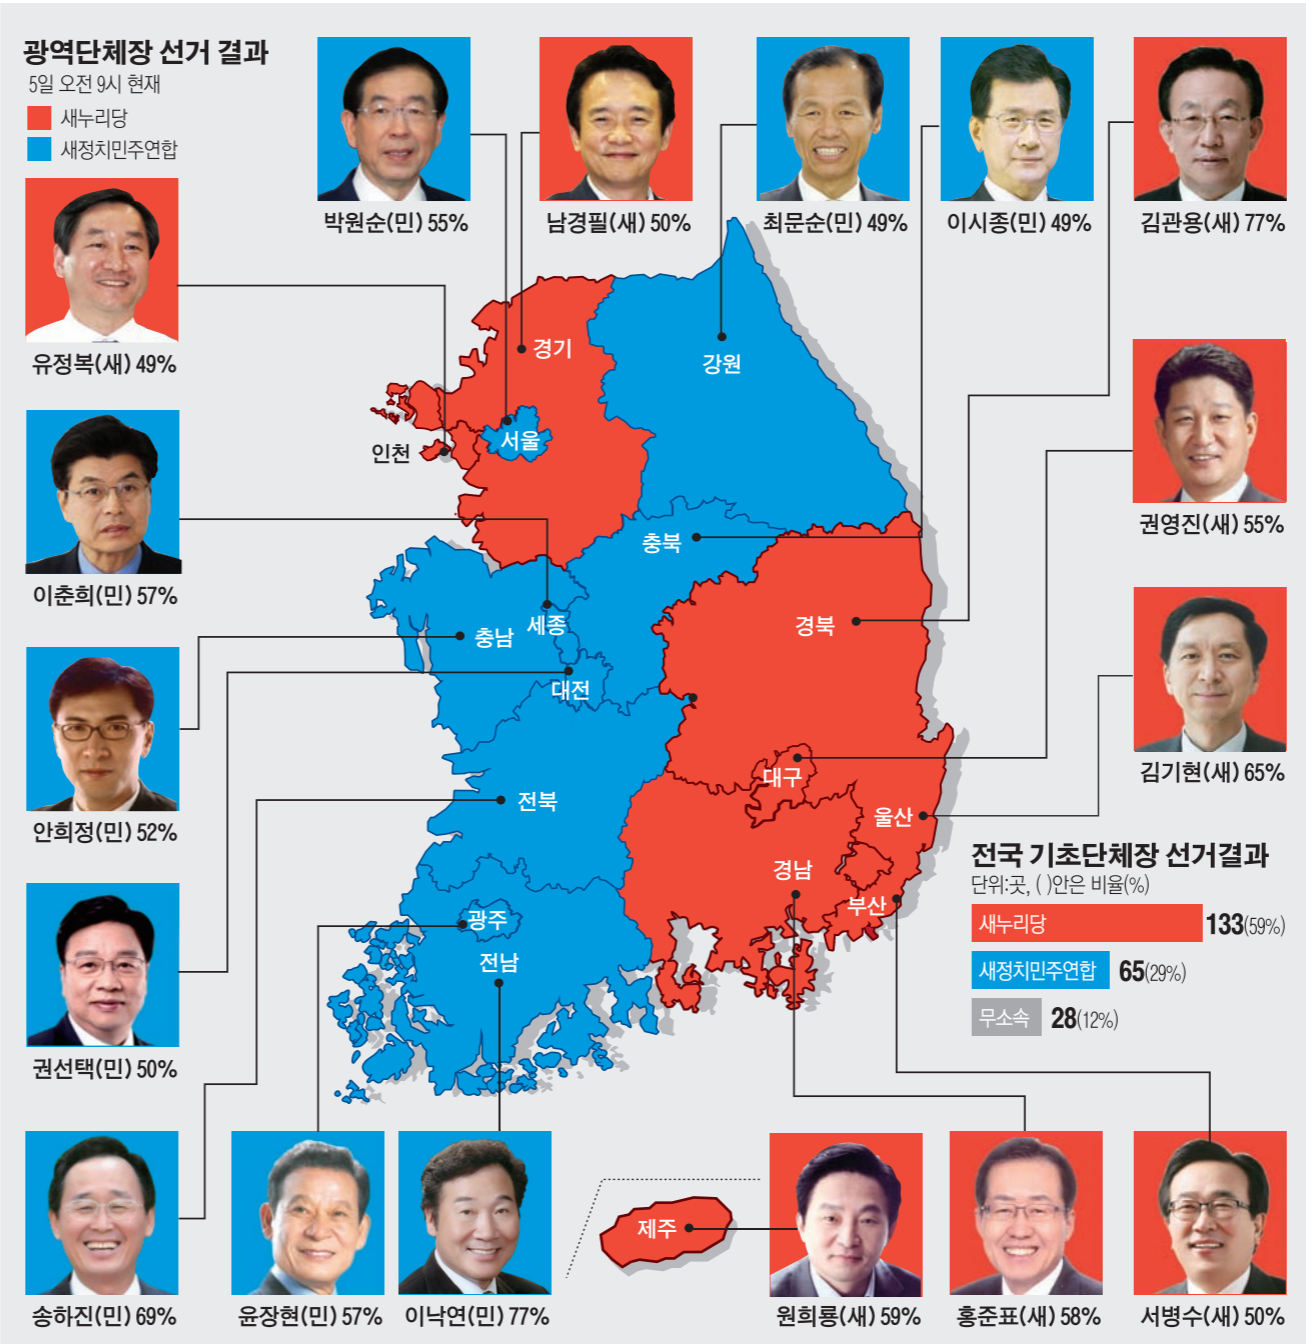 광역단체장 선거 결과
5일 오전 9시 현재
새누리당
새정치민주연합
박원순(민) 55%
남경필(새) 50%
최문순(민) 49%
이시종(민) 49%
김관용(새) 77%
유정복(새) 49%
권영진(새) 55%
이춘희(민) 57%
김기현(새) 65%
안희정(민) 52%
권선택(민) 50%
경기
강원
서울
인천
충북
세종
충남
경북
대전
대구
전북
울산
경남
부산
광주
전남
제주
전국 기초단체장 선거결과
단위:곳, ( )안은 비율(%)
새누리당 133(59%)
새정치민주연합 65(29%)
무소속 28(12%)
송하진(민) 69%
윤장현(민) 57%
이낙연(민) 77%
원희룡(새) 59%
홍준표(새) 58%
서병수(새) 50%